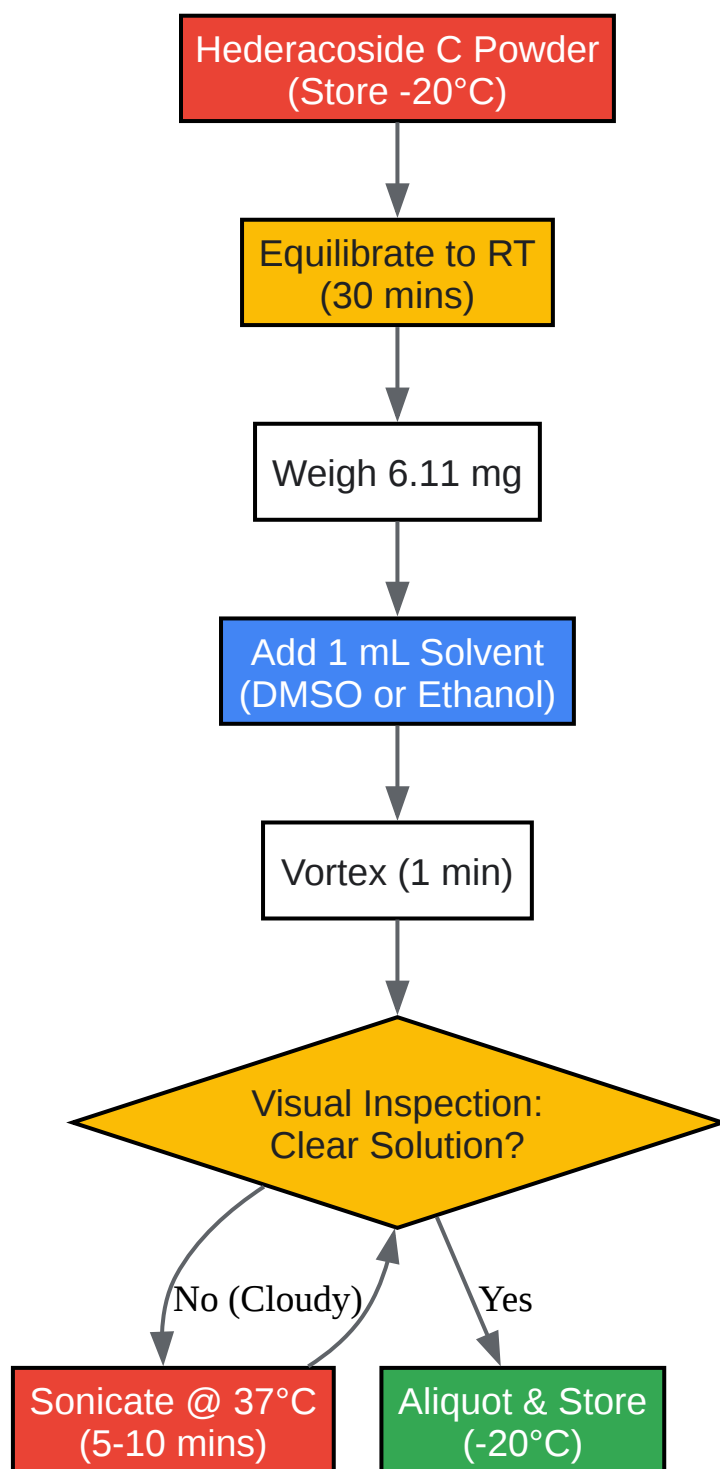 Hederacoside C Powder
(Store -20°C)
Equilibrate to RT
(30 mins)
Weigh 6.11 mg
Add 1 mL Solvent
(DMSO or Ethanol)
Vortex (1 min)
Visual Inspection:
Clear Solution?
No (Cloudy)
Yes
Sonicate @ 37°C
(5-10 mins)
Aliquot & Store
(-20°C)